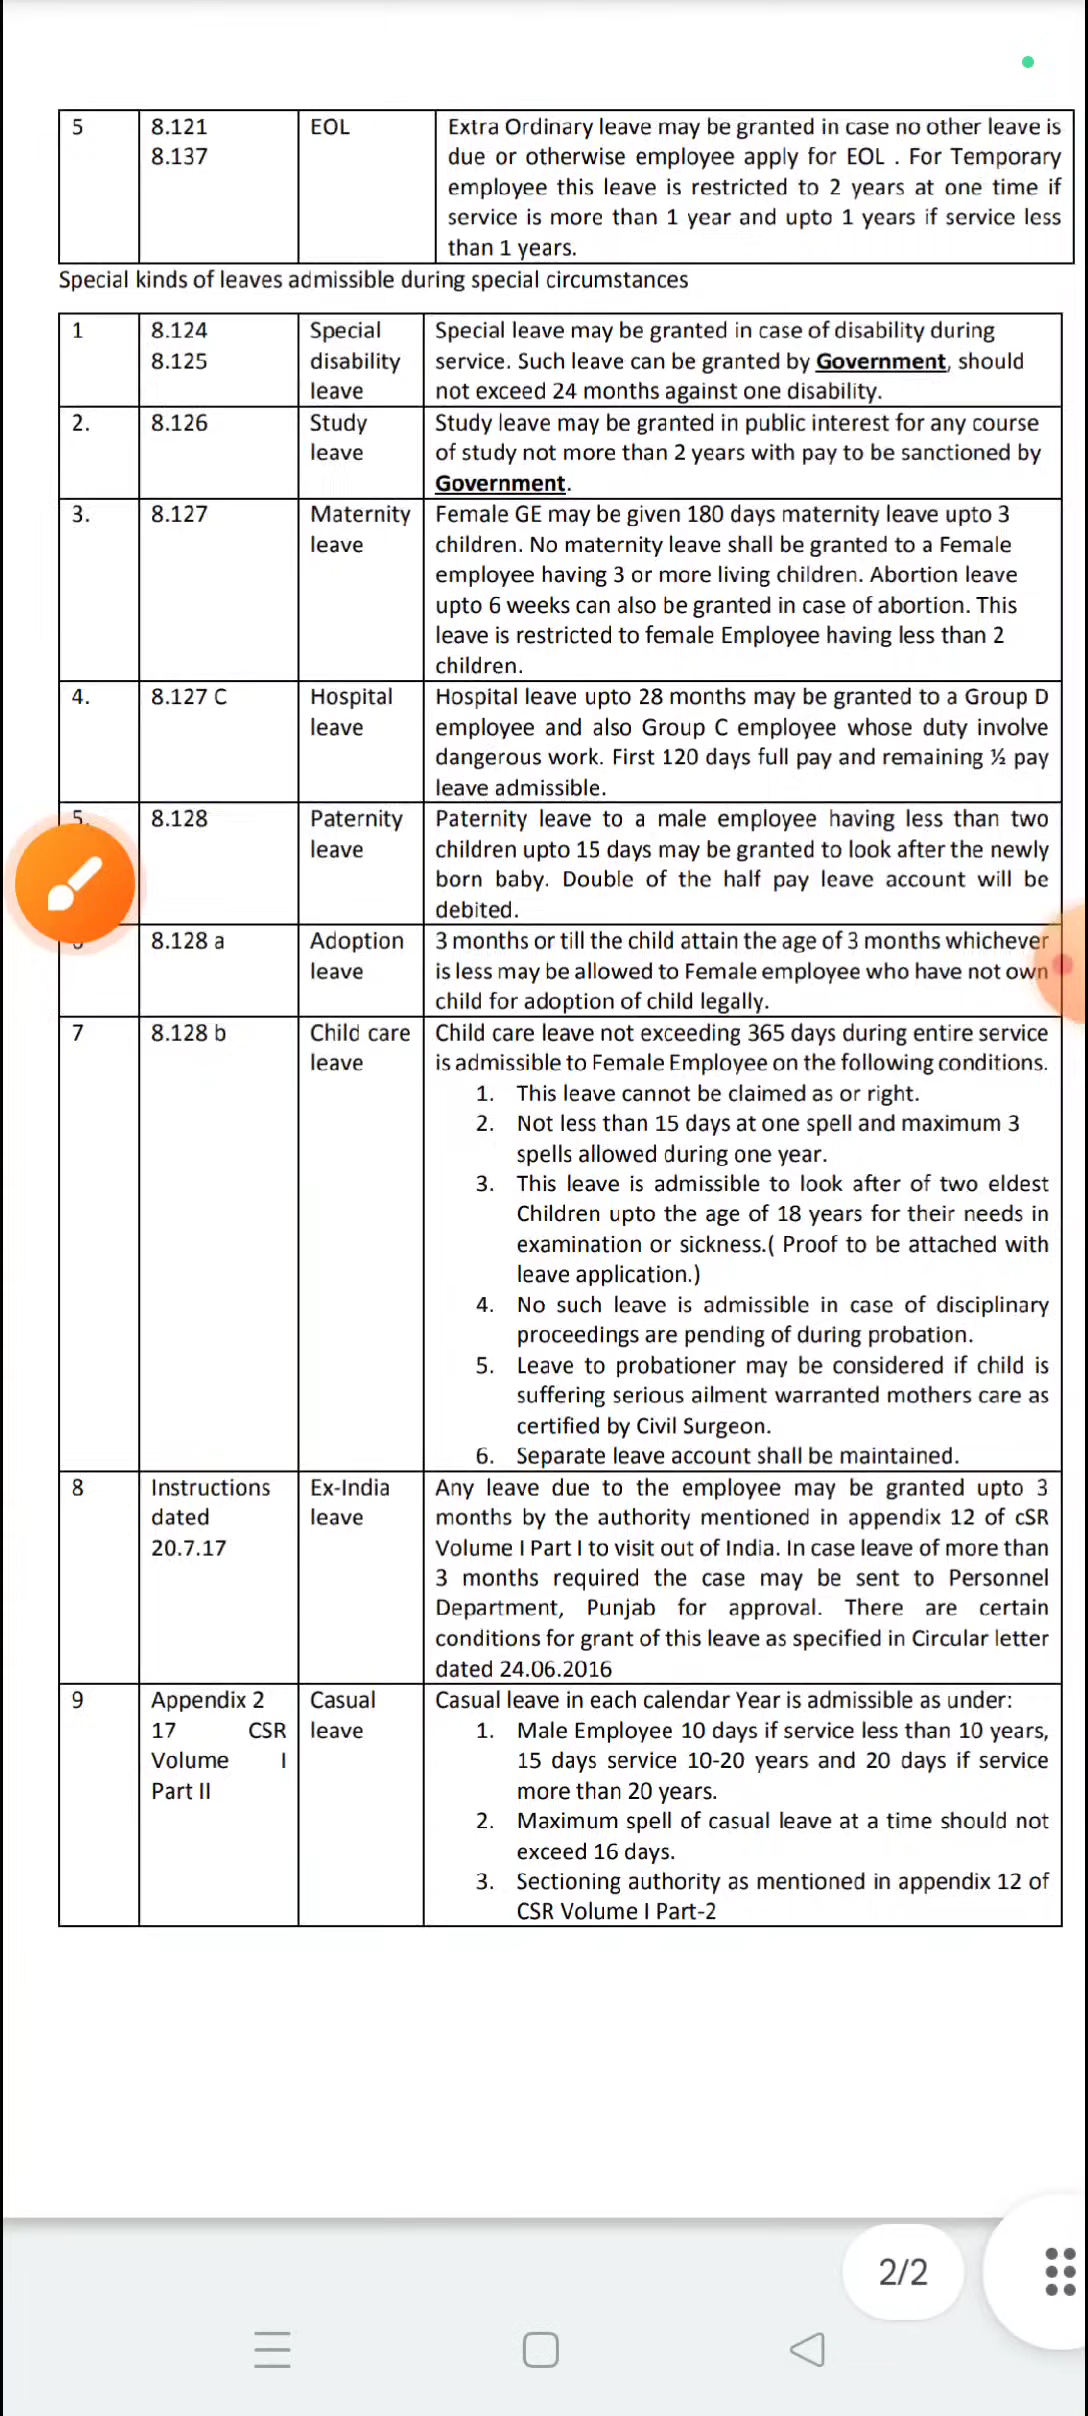 5 8.121 EOL Extra Ordinary leave may be granted in case no other leave is
8.137 due or otherwise employee apply for EOL . For Temporary
employee this leave is restricted to 2 years at one time if
service is more than 1 year and upto 1 years if service less
than 1 years.
Special kinds of leaves admissible during special circumstances
1 8.124 Special Special leave may be granted in case of disability during
8.125 disability service. Such leave can be granted by Government, should
leave not exceed 24 months against one disability.
2. 8.126 Study Study leave may be granted in public interest for any course
leave of study not more than 2 years with pay to be sanctioned by
Government.
3. 8.127 Maternity Female GE may be given 180 days maternity leave upto 3
leave children. No maternity leave shall be granted to a Female
employee having 3 or more living children. Abortion leave
upto 6 weeks can also be granted in case of abortion. This
leave is restricted to female Employee having less than 2
children.
4. 8.127 C Hospital Hospital leave upto 28 months may be granted to a Group D
leave employee and also Group C employee whose duty involve
dangerous work. First 120 days full pay and remaining ½ pay
leave admissible.
5. 8.128 Paternity Paternity leave to a male employee having less than two
leave children upto 15 days may be granted to look after the newly
born baby. Double of the half pay leave account will be
debited.
8.128 a Adoption 3 months or till the child attain the age of 3 months whichever
leave is less may be allowed to Female employee who have not own
child for adoption of child legally.
7 8.128 b Child care Child care leave not exceeding 365 days during entire service
leave is admissible to Female Employee on the following conditions.
1. This leave cannot be claimed as or right.
2. Not less than 15 days at one spell and maximum 3
spells allowed during one year.
3. This leave is admissible to look after of two eldest
Children upto the age of 18 years for their needs in
examination or sickness.( Proof to be attached with
leave application.)
4. No such leave is admissible in case of disciplinary
proceedings are pending of during probation.
5. Leave to probationer may be considered if child is
suffering serious ailment warranted mothers care as
certified by Civil Surgeon.
6. Separate leave account shall be maintained.
8 Instructions Ex-India Any leave due to the employee may be granted upto 3
dated leave months by the authority mentioned in appendix 12 of cSR
20.7.17 Volume I Part I to visit out of India. In case leave of more than
3 months required the case may be sent to Personnel
Department, Punjab for approval. There are certain
conditions for grant of this leave as specified in Circular letter
dated 24.06.2016
9 Appendix 2 Casual Casual leave in each calendar Year is admissible as under:
17 CSR leave 1. Male Employee 10 days if service less than 10 years,
Volume I 15 days service 10-20 years and 20 days if service
Part II more than 20 years.
2. Maximum spell of casual leave at a time should not
exceed 16 days.
3. Sectioning authority as mentioned in appendix 12 of
CSR Volume I Part-2
2/2